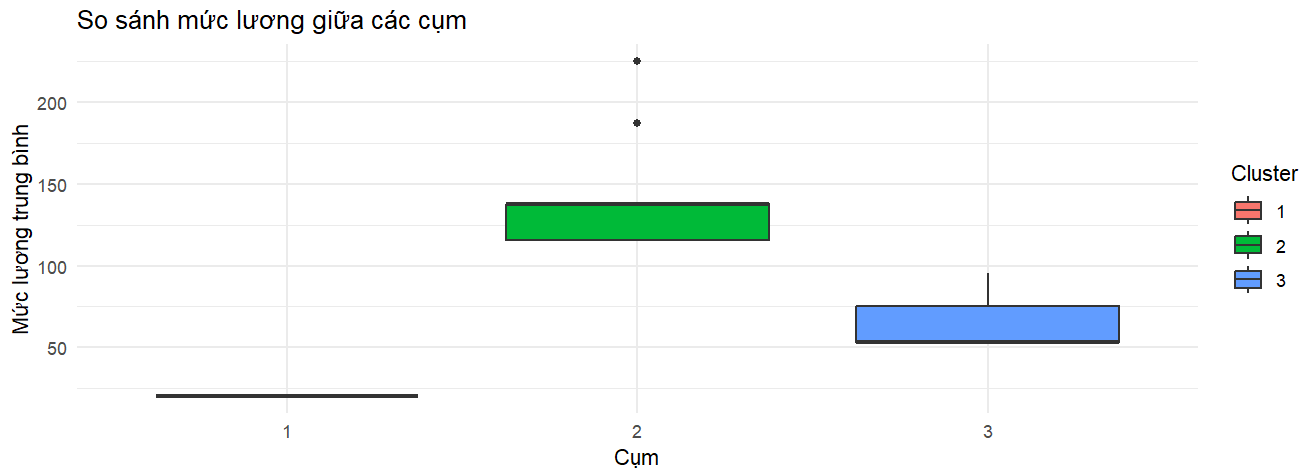 So sánh mức lương giữa các cụm
Mức lương trung bình
200
150
100
50
1
2
3
Cụm
Cluster
1
2
3